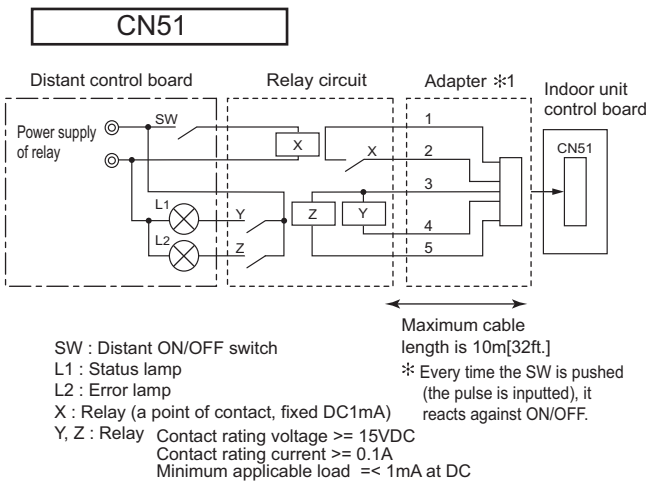 CN51
Distant control board
Relay circuit
Adapter ✻1
Indoor unit
control board
Power supply
of relay
SW
X
X
1
2
3
4
5
CN51
L1
L2
Y
Z
Z
Y
Maximum cable
length is 10m[32ft.]
✻ Every time the SW is pushed
(the pulse is inputted), it
reacts against ON/OFF.
SW : Distant ON/OFF switch
L1 : Status lamp
L2 : Error lamp
X : Relay (a point of contact, fixed DC1mA)
Y, Z : Relay Contact rating voltage >= 15VDC
Contact rating current >= 0.1A
Minimum applicable load =< 1mA at DC